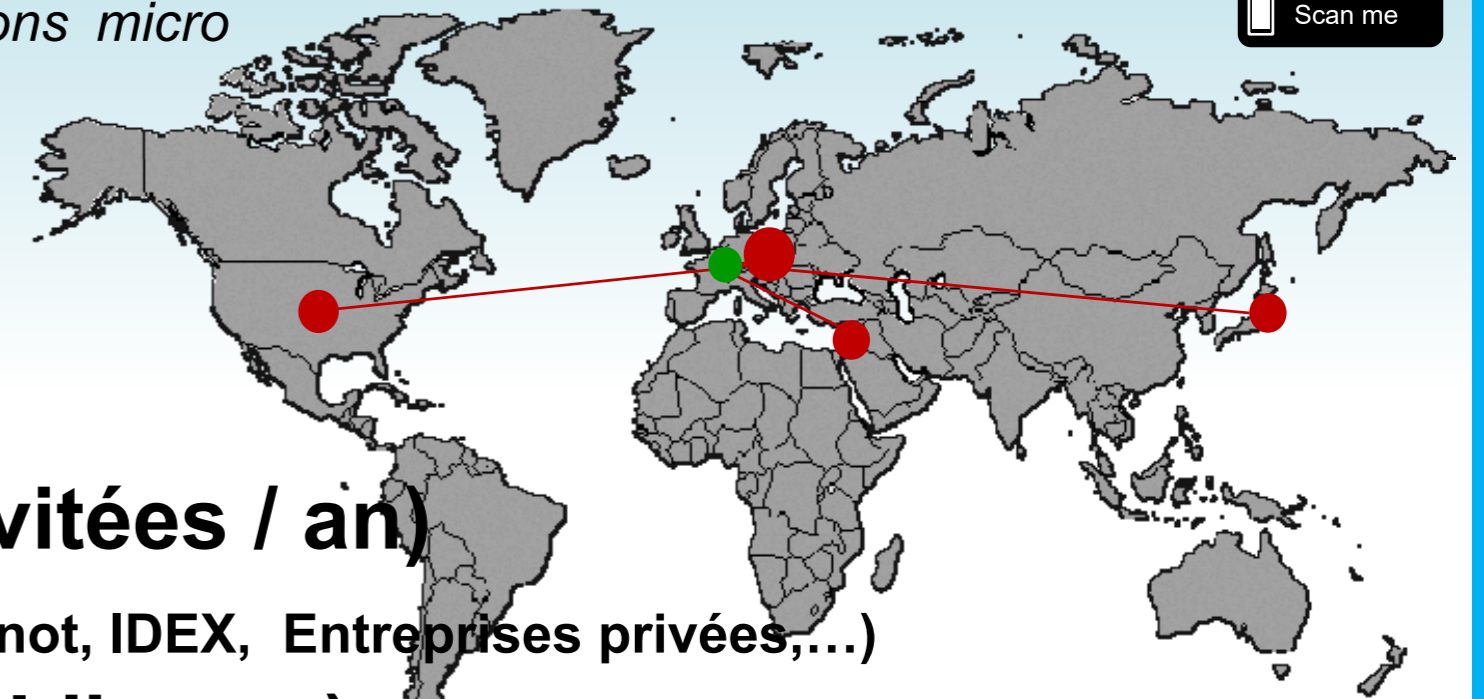 ons micro
Scan me
vitées / an)
not, IDEX, Entreprises privées,…)